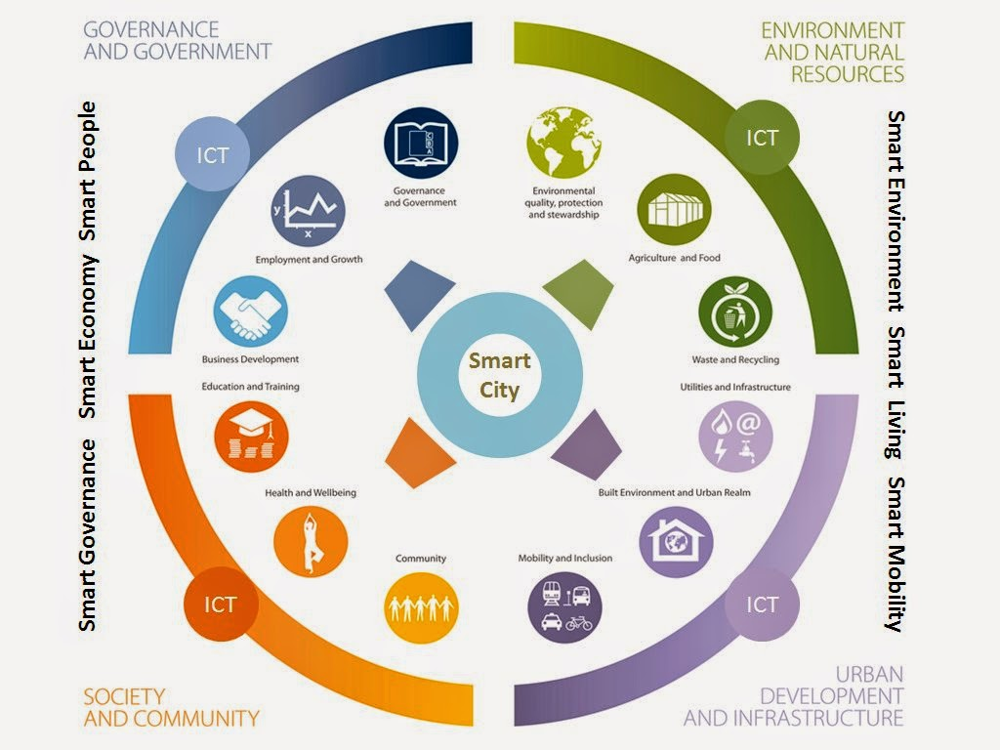 GOVERNANCE
AND GOVERNMENT
ENVIRONMENT
AND NATURAL
RESOURCES
Smart Governance Smart Economy Smart People
Smart Environment Smart Living Smart Mobility
ICT
ICT
Governance
and Government
Environmental
quality, protection
and stewardship
C
B
A
y
x
Employment and Growth
Agriculture and Food
Business Development
Waste and Recycling
Smart
City
Education and Training
Utilities and Infrastructure
@
Health and Wellbeing
Built Environment and Urban Realm
Community
Mobility and Inclusion
ICT
ICT
SOCIETY
AND COMMUNITY
URBAN
DEVELOPMENT
AND INFRASTRUCTURE